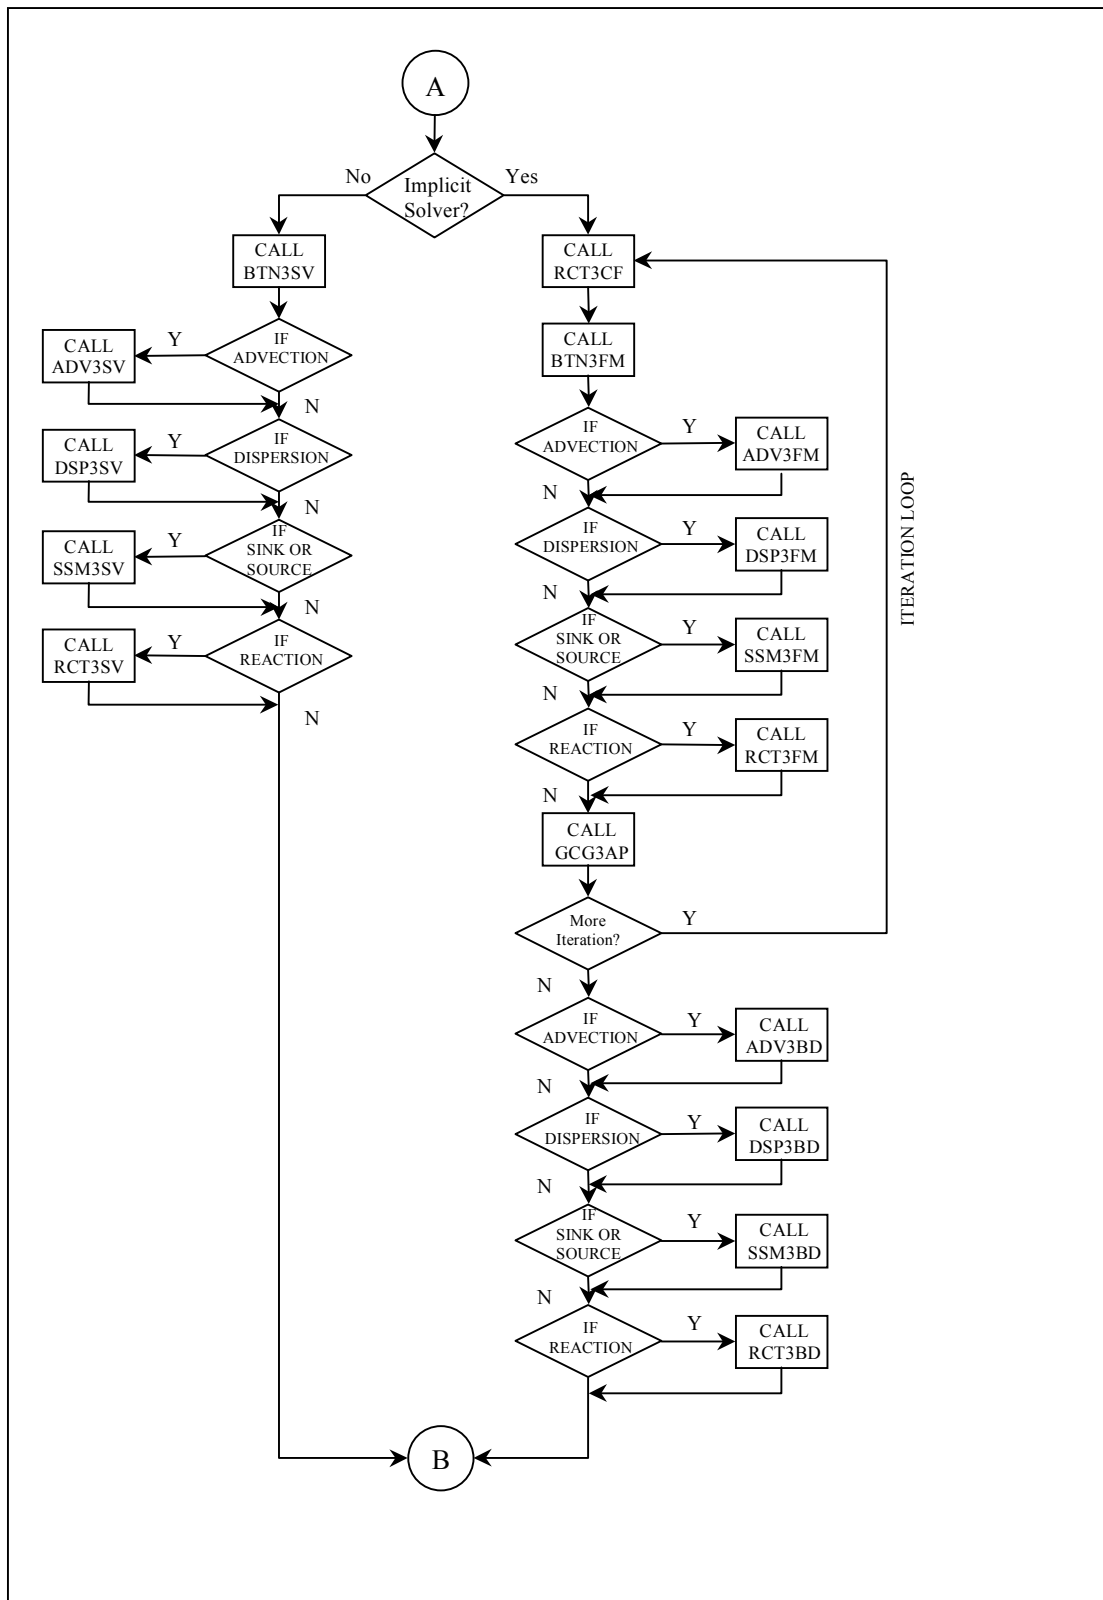 A
No
Yes
Implicit
Solver?
CALL
BTN3SV
IF
ADVECTION
Y
CALL
ADV3SV
N
IF
DISPERSION
Y
CALL
DSP3SV
N
IF
SINK OR
SOURCE
Y
CALL
SSM3SV
N
IF
REACTION
Y
CALL
RCT3SV
N
CALL
RCT3CF
CALL
BTN3FM
IF
ADVECTION
Y
CALL
ADV3FM
N
IF
DISPERSION
Y
CALL
DSP3FM
N
IF
SINK OR
SOURCE
Y
CALL
SSM3FM
N
IF
REACTION
Y
CALL
RCT3FM
N
CALL
GCG3AP
More
Iteration?
Y
ITERATION LOOP
N
IF
ADVECTION
Y
CALL
ADV3BD
N
IF
DISPERSION
Y
CALL
DSP3BD
N
IF
SINK OR
SOURCE
Y
CALL
SSM3BD
N
IF
REACTION
Y
CALL
RCT3BD
B